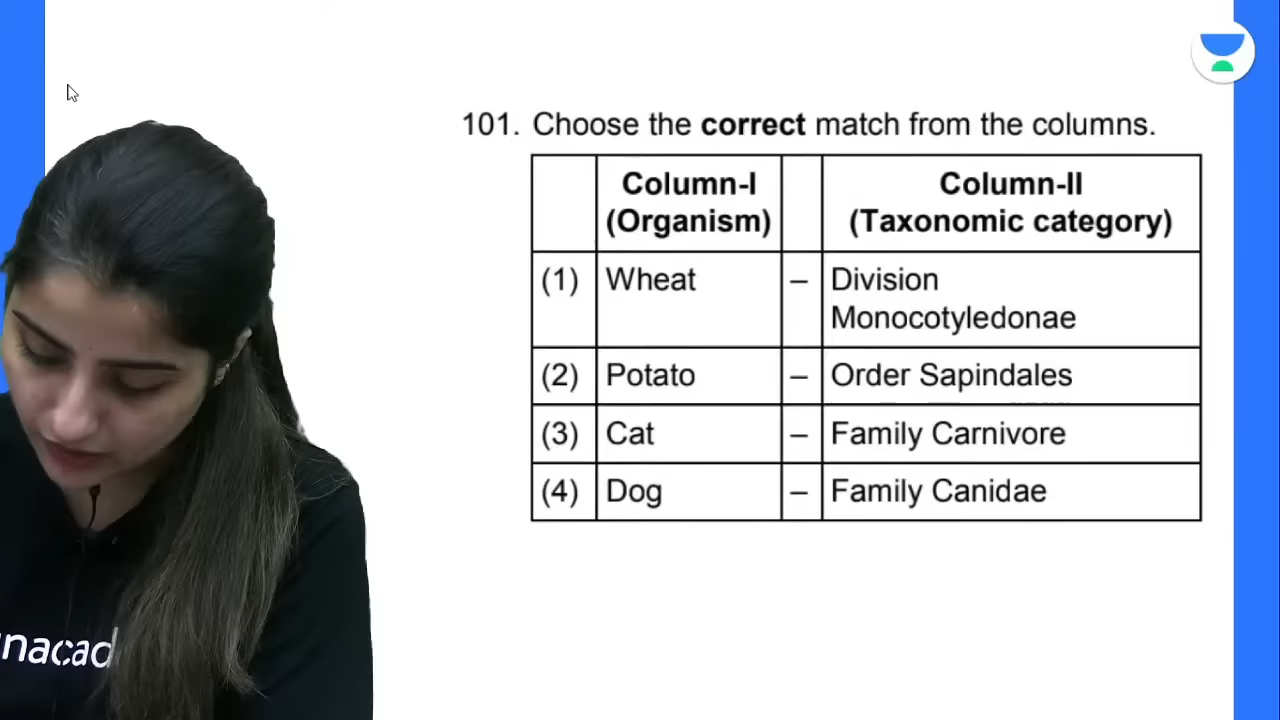 101. Choose the correct match from the columns.
Column-I
(Organism)
Column-II
(Taxonomic category)
(1) Wheat – Division
Monocotyledonae
(2) Potato – Order Sapindales
(3) Cat – Family Carnivore
(4) Dog – Family Canidae
nacad